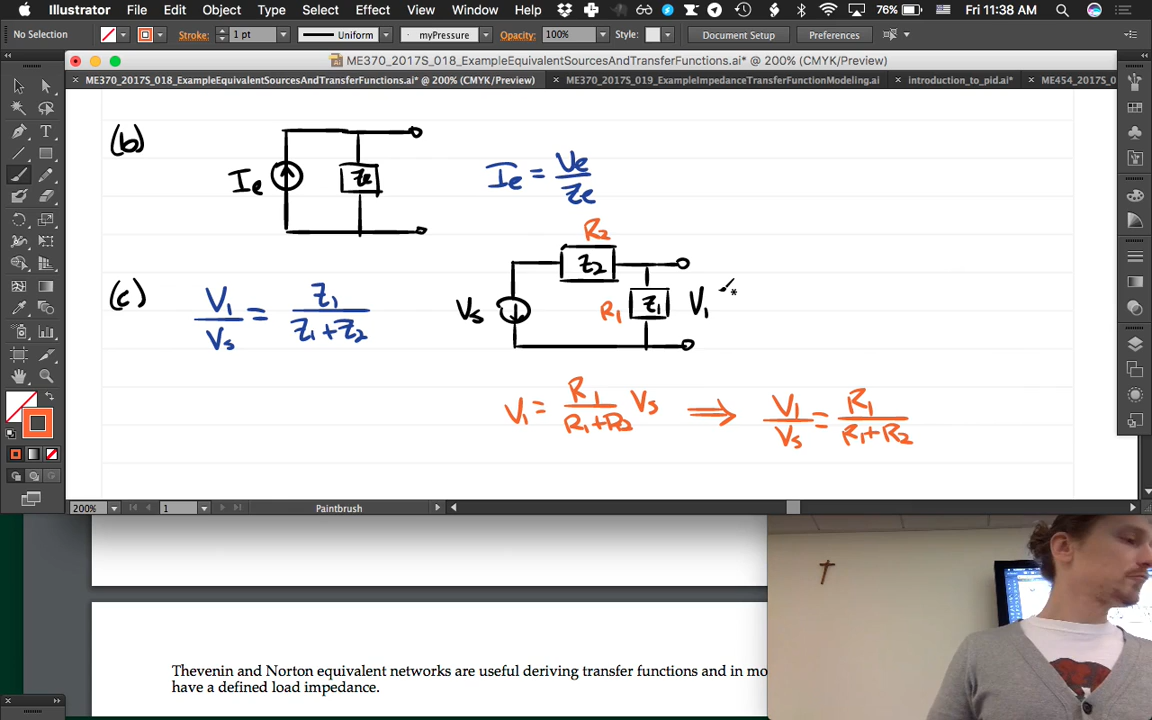 Illustrator File Edit Object Type Select Effect View Window Help 76% Fri 11:38 AM
No Selection Stroke: 1 pt Uniform myPressure Opacity: 100% Style: Document Setup Preferences
ME370_2017S_018_ExampleEquivalentSourcesAndTransferFunctions.ai* @ 200% (CMYK/Preview)
ME370_2017S_018_ExampleEquivalentSourcesAndTransferFunctions.ai* @ 200% (CMYK/Preview) ME370_2017S_019_ExampleImpedanceTransferFunctionModeling.ai introduction_to_pid.ai* ME454_2017S_0
(b)
Ie Ze
Ie = Ve/Ze
R2
Z2
(c)
V1/Vs = Z1/(Z1+Z2)
Vs R1 Z1 V1
V1 = R1/(R1+R2) Vs ⟹ V1/Vs = R1/(R1+R2)
200% 1 Paintbrush
Thevenin and Norton equivalent networks are useful deriving transfer functions and in mo
have a defined load impedance.